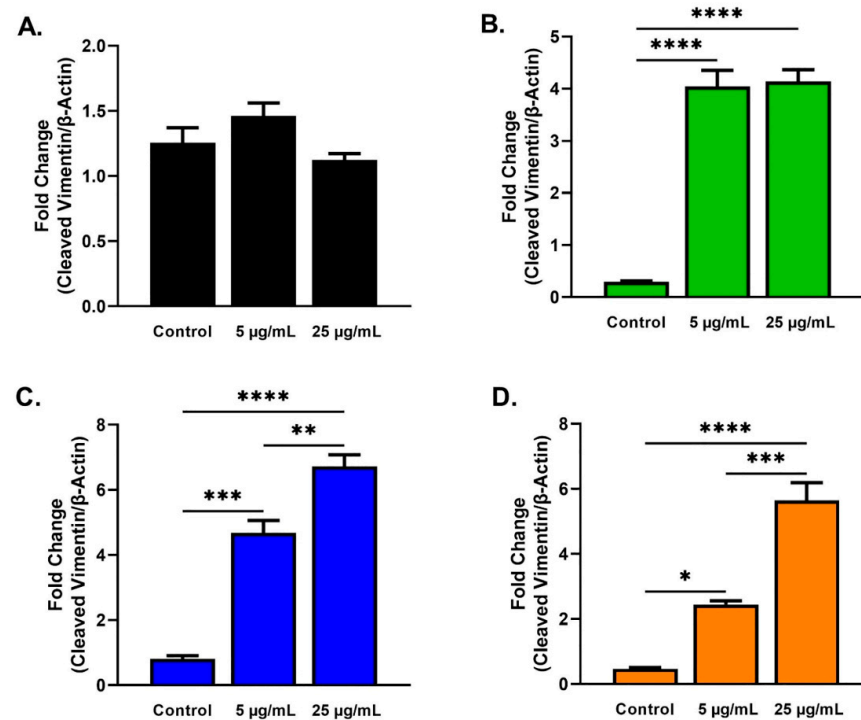 A.
Fold Change
(Cleaved Vimentin/β-Actin)
2.0
1.5
1.0
0.5
0.0
Control 5 µg/mL 25 µg/mL
B.
Fold Change
(Cleaved Vimentin/β-Actin)
****
****
5
4
3
2
1
0
Control 5 µg/mL 25 µg/mL
C.
Fold Change
(Cleaved Vimentin/β-Actin)
****
**
***
8
6
4
2
0
Control 5 µg/mL 25 µg/mL
D.
Fold Change
(Cleaved Vimentin/β-Actin)
****
***
*
8
6
4
2
0
Control 5 µg/mL 25 µg/mL